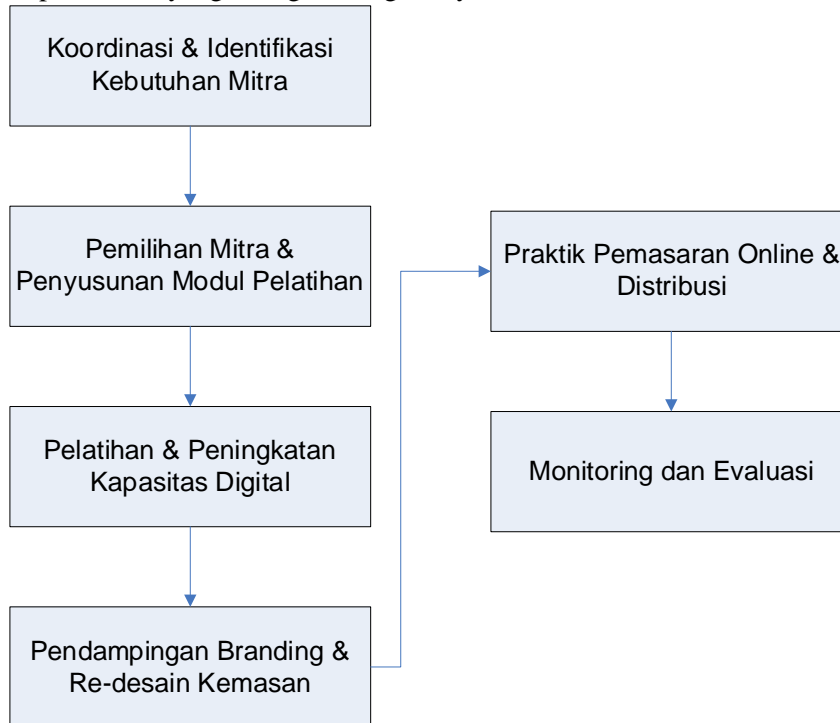 Koordinasi & Identifikasi
Kebutuhan Mitra
Pemilihan Mitra &
Penyusunan Modul Pelatihan
Pelatihan & Peningkatan
Kapasitas Digital
Pendampingan Branding &
Re-desain Kemasan
Praktik Pemasaran Online &
Distribusi
Monitoring dan Evaluasi